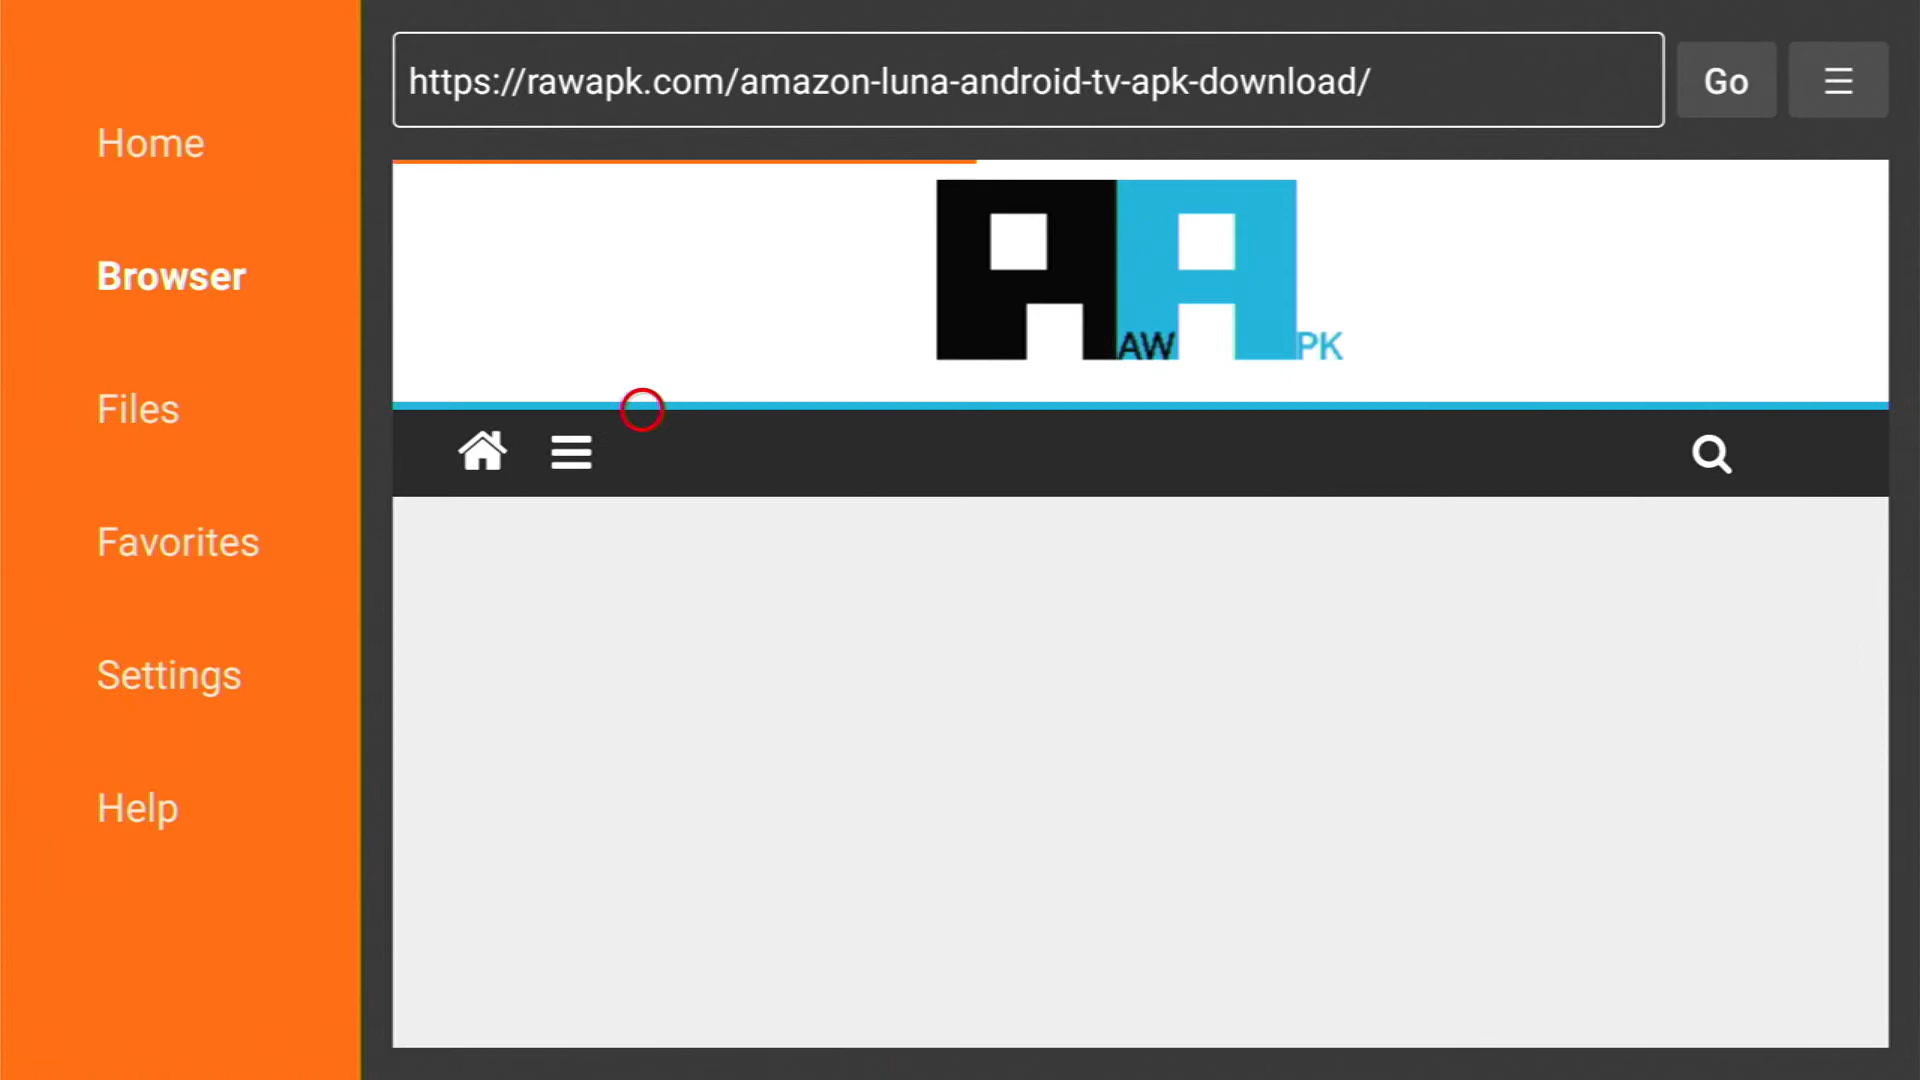 Home
Browser
Files
Favorites
Settings
Help
https://rawapk.com/amazon-luna-android-tv-apk-download/
Go
AW PK